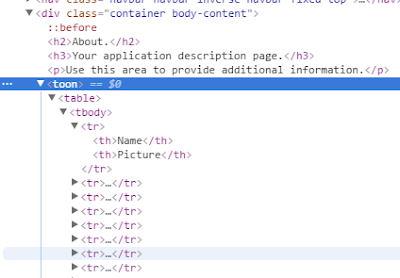 <nav class="navbar navbar-inverse navbar-fixed-top">…</nav>
▼<div class="container body-content">
::before
<h2>About.</h2>
<h3>Your application description page.</h3>
<p>Use this area to provide additional information.</p>
… ▼<toon> == $0
▼<table>
▼<tbody>
▼<tr>
<th>Name</th>
<th>Picture</th>
</tr>
▶<tr>…</tr>
▶<tr>…</tr>
▶<tr>…</tr>
▶<tr>…</tr>
▶<tr>…</tr>
▶<tr>…</tr>
▶<tr>…</tr>